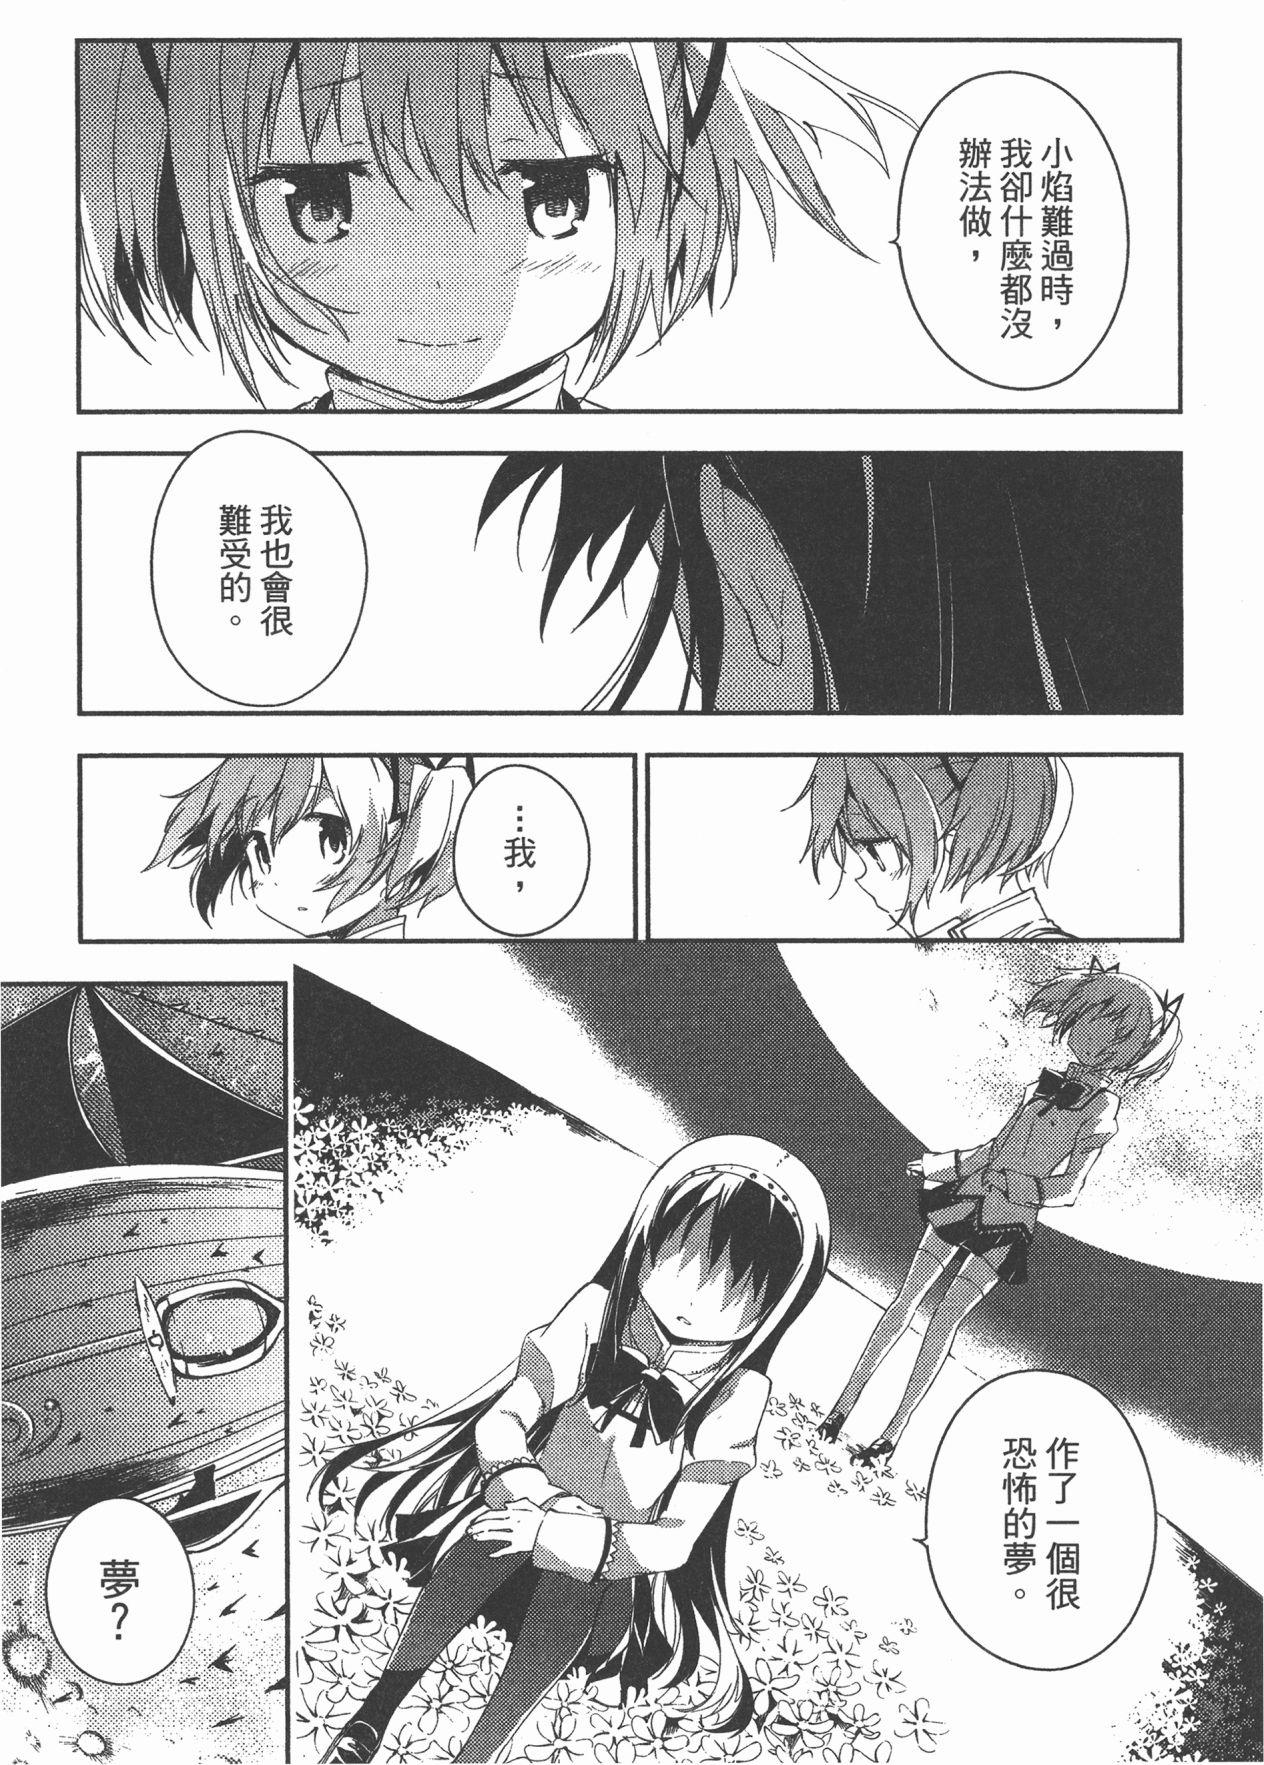 小焰難過時，
我卻什麼都沒
辦法做，
我也會很
難受的。
…我，
作了一個很
恐怖的夢。
夢？